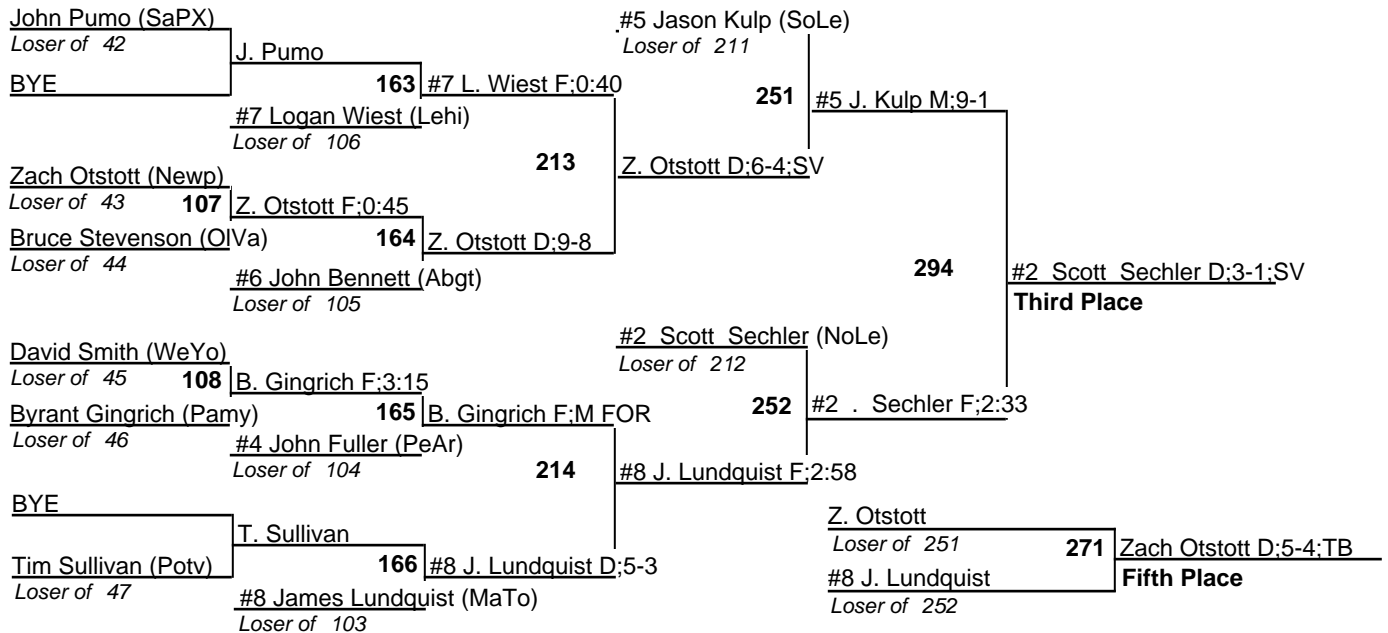 John Pumo (SaPX)
Loser of 42
BYE
J. Pumo
163
#7 Logan Wiest (Lehi)
Loser of 106
#7 L. Wiest F;0:40
Zach Otstott (Newp)
Loser of 43
107
Bruce Stevenson (OlVa)
Loser of 44
Z. Otstott F;0:45
164
#6 John Bennett (Abgt)
Loser of 105
Z. Otstott D;9-8
213
Z. Otstott D;6-4;SV
#5 Jason Kulp (SoLe)
Loser of 211
251
#5 J. Kulp M;9-1
David Smith (WeYo)
Loser of 45
108
Byrant Gingrich (Pamy)
Loser of 46
B. Gingrich F;3:15
165
#4 John Fuller (PeAr)
Loser of 104
B. Gingrich F;M FOR
BYE
Tim Sullivan (Potv)
Loser of 47
T. Sullivan
166
#8 James Lundquist (MaTo)
Loser of 103
#8 J. Lundquist D;5-3
214
#8 J. Lundquist F;2:58
#2 Scott Sechler (NoLe)
Loser of 212
252
#2 . Sechler F;2:33
294
#2 Scott Sechler D;3-1;SV
Third Place
Z. Otstott
Loser of 251
271
#8 J. Lundquist
Loser of 252
Zach Otstott D;5-4;TB
Fifth Place